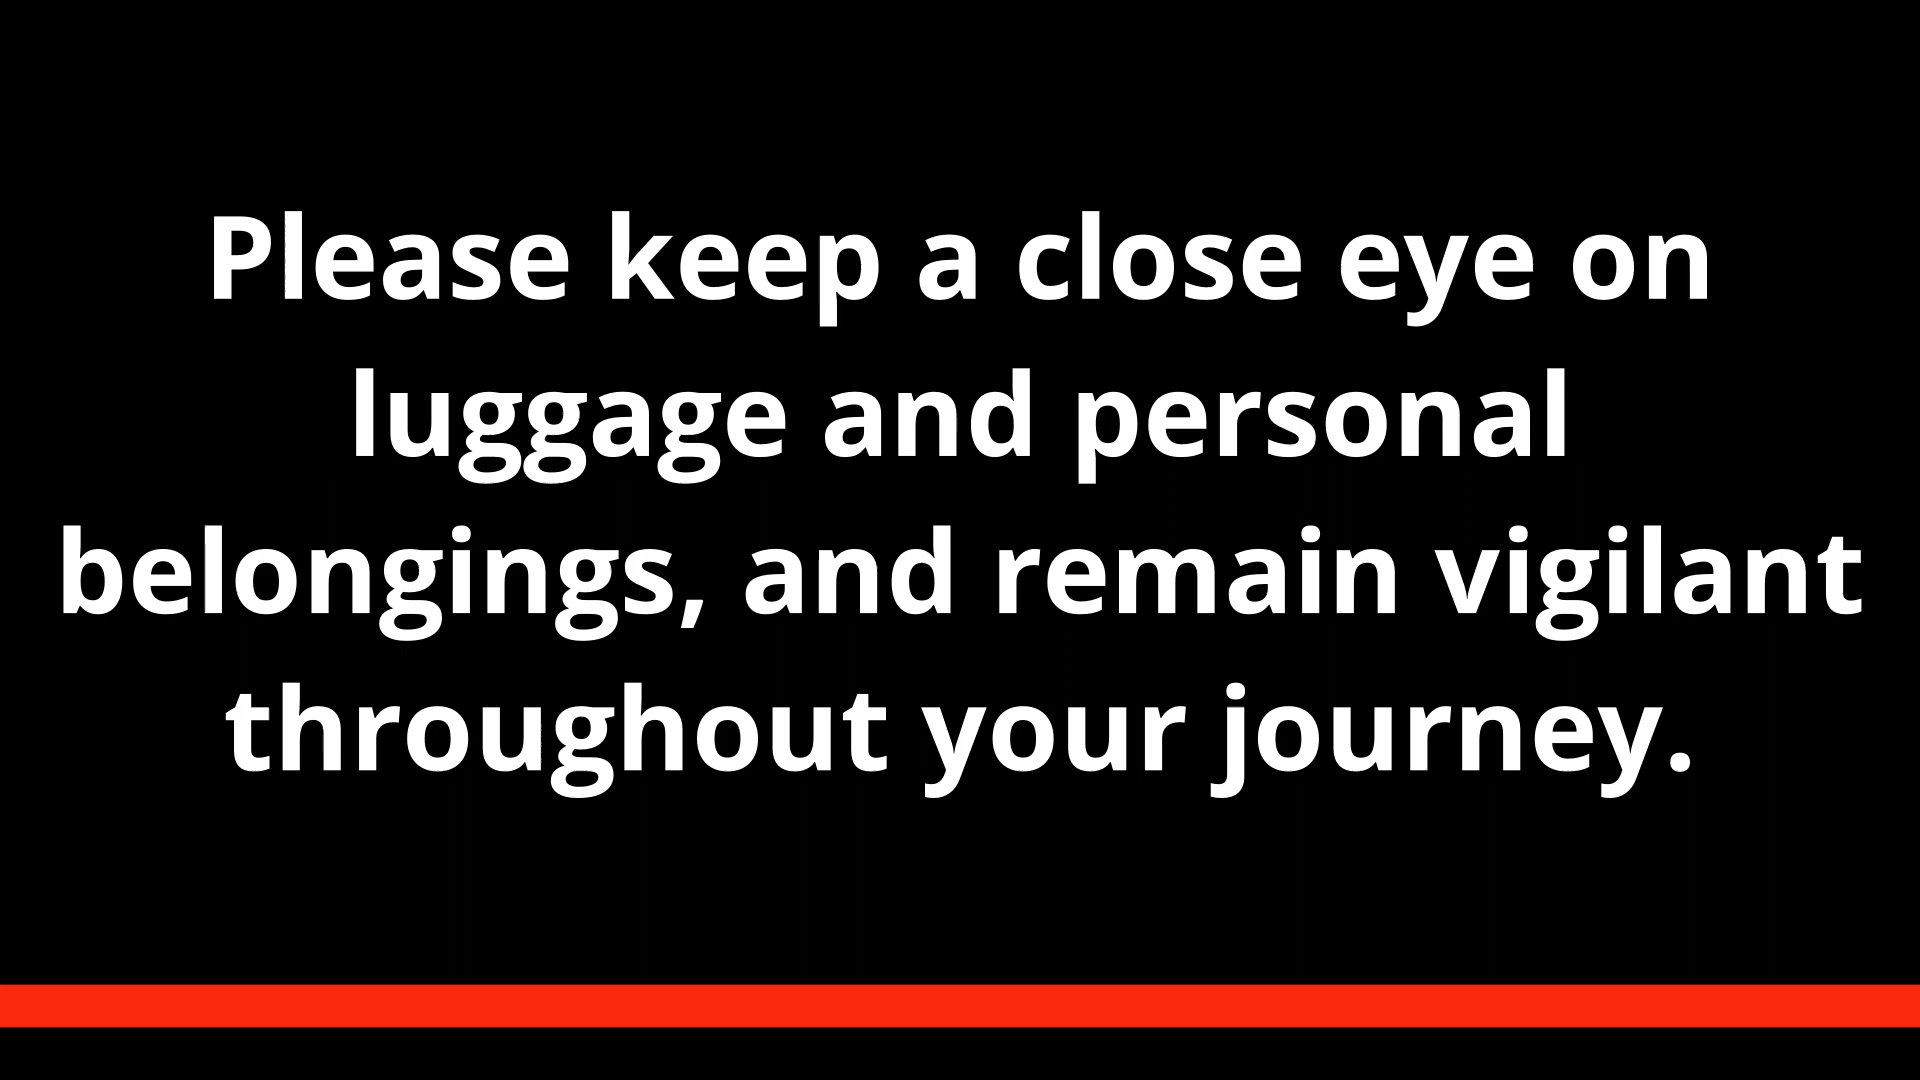 Please keep a close eye on
luggage and personal
belongings, and remain vigilant
throughout your journey.